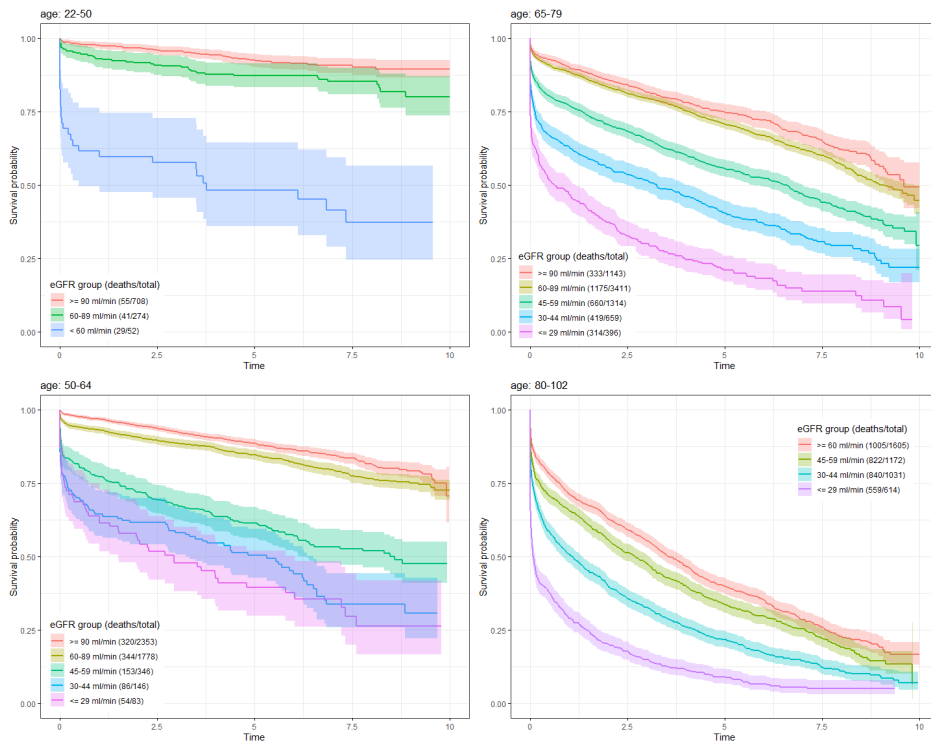 age: 22-50
Survival probability
1.00
0.75
0.50
0.25
0.00
eGFR group (deaths/total)
>= 90 ml/min (55/708)
60-89 ml/min (41/274)
< 60 ml/min (29/52)
0
2.5
5
7.5
10
Time
age: 65-79
Survival probability
1.00
0.75
0.50
0.25
0.00
eGFR group (deaths/total)
>= 90 ml/min (333/1143)
60-89 ml/min (1175/3411)
45-59 ml/min (660/1314)
30-44 ml/min (419/659)
<= 29 ml/min (314/396)
0
2.5
5
7.5
10
Time
age: 50-64
Survival probability
1.00
0.75
0.50
0.25
0.00
eGFR group (deaths/total)
>= 90 ml/min (320/2353)
60-89 ml/min (344/1778)
45-59 ml/min (153/346)
30-44 ml/min (86/146)
<= 29 ml/min (54/83)
0
2.5
5
7.5
10
Time
age: 80-102
Survival probability
1.00
0.75
0.50
0.25
0.00
eGFR group (deaths/total)
>= 60 ml/min (1005/1605)
45-59 ml/min (822/1172)
30-44 ml/min (840/1031)
<= 29 ml/min (559/614)
0
2.5
5
7.5
10
Time